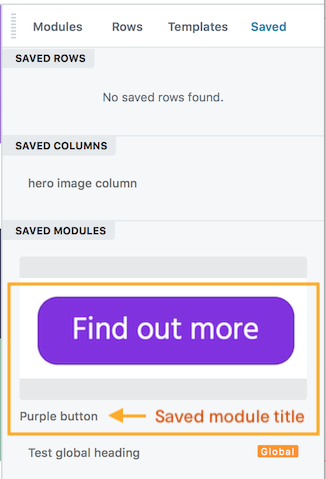 Modules Rows Templates Saved
SAVED ROWS
No saved rows found.
SAVED COLUMNS
hero image column
SAVED MODULES
Find out more
Purple button Saved module title
Test global heading Global